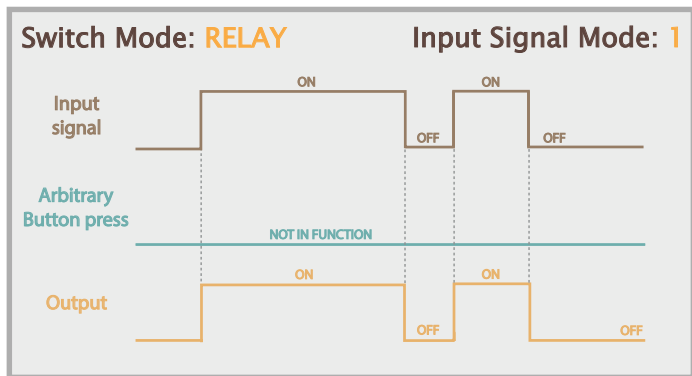 Switch Mode: RELAY
Input Signal Mode: 1
ON
ON
Input
signal
OFF
OFF
Arbitrary
Button press
NOT IN FUNCTION
ON
ON
Output
OFF
OFF